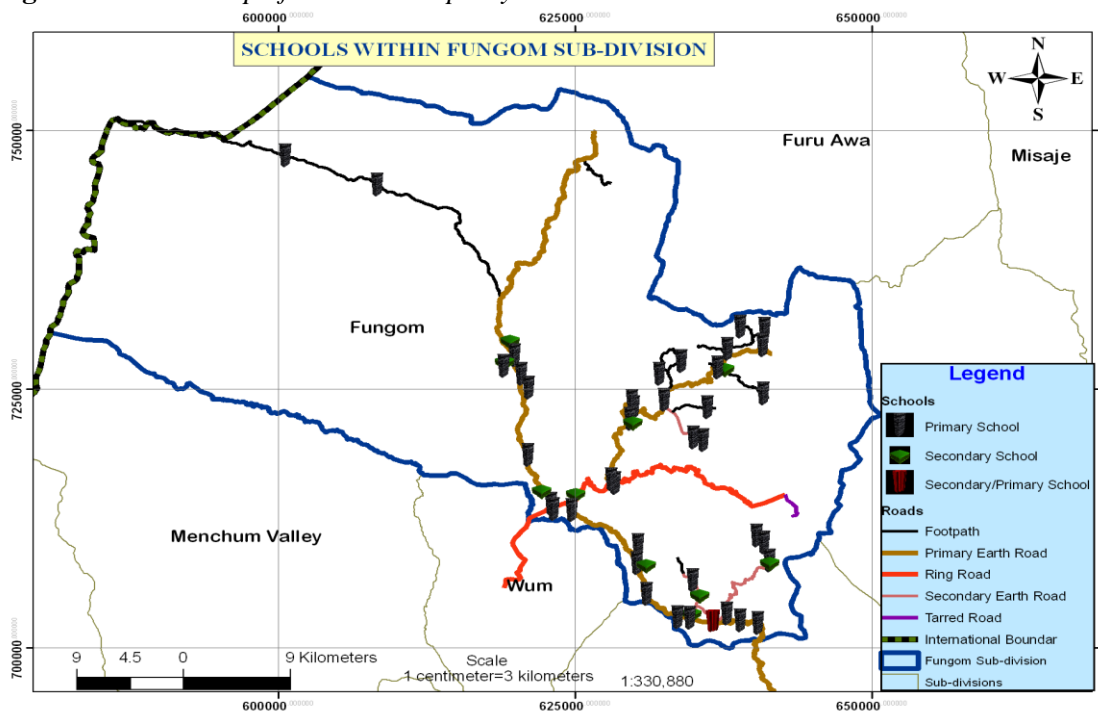 600000
625000
650000
SCHOOLS WITHIN FUNGOM SUB-DIVISION
N
W E
S
750000
750000
Furu Awa
Misaje
Fungom
725000
725000
Menchum Valley
Wum
700000
700000
Legend
Schools
Primary School
Secondary School
Secondary/Primary School
Roads
Footpath
Primary Earth Road
Ring Road
Secondary Earth Road
Tarred Road
International Boundar
Fungom Sub-division
Sub-divisions
9 4.5 0 9 Kilometers
Scale
1 centimeter=3 kilometers 1:330,880
600000
625000
650000